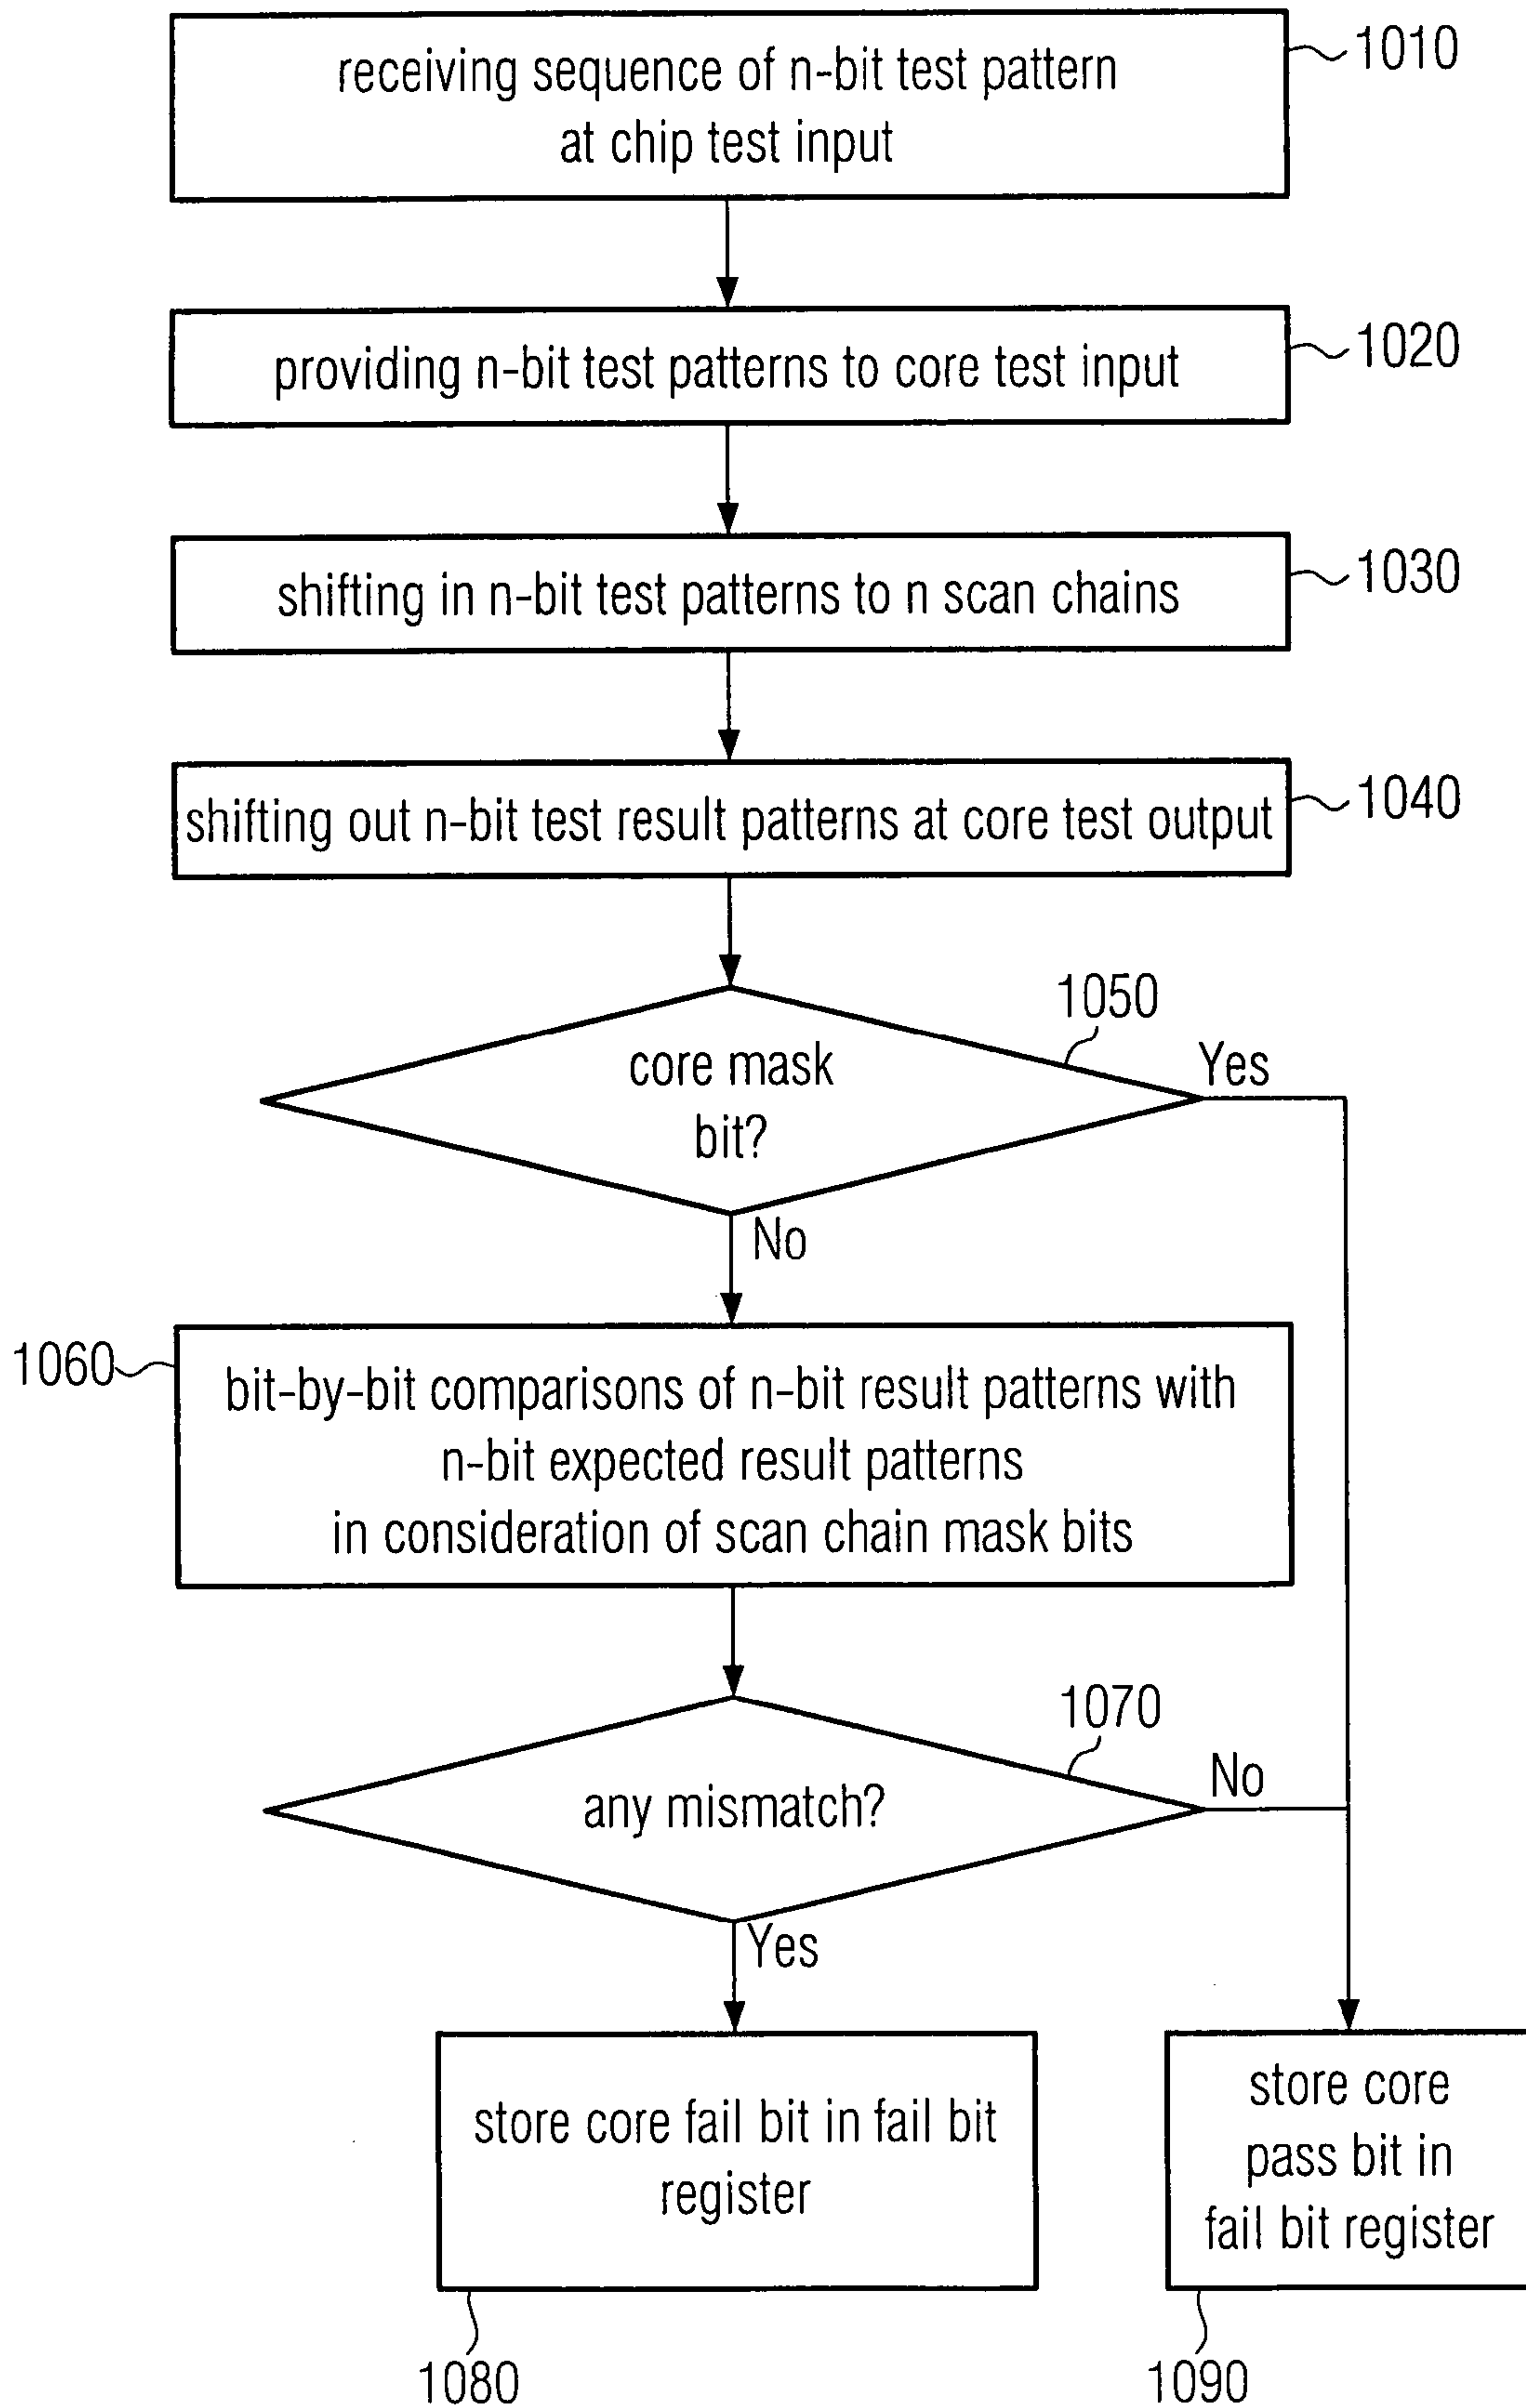 receiving sequence of n-bit test pattern
at chip test input
1010
providing n-bit test patterns to core test input
1020
shifting in n-bit test patterns to n scan chains
1030
shifting out n-bit test result patterns at core test output
1040
1050
core mask
bit?
Yes
No
1060
bit-by-bit comparisons of n-bit result patterns with
n-bit expected result patterns
in consideration of scan chain mask bits
1070
any mismatch?
No
Yes
store core fail bit in fail bit
register
1080
store core
pass bit in
fail bit register
1090